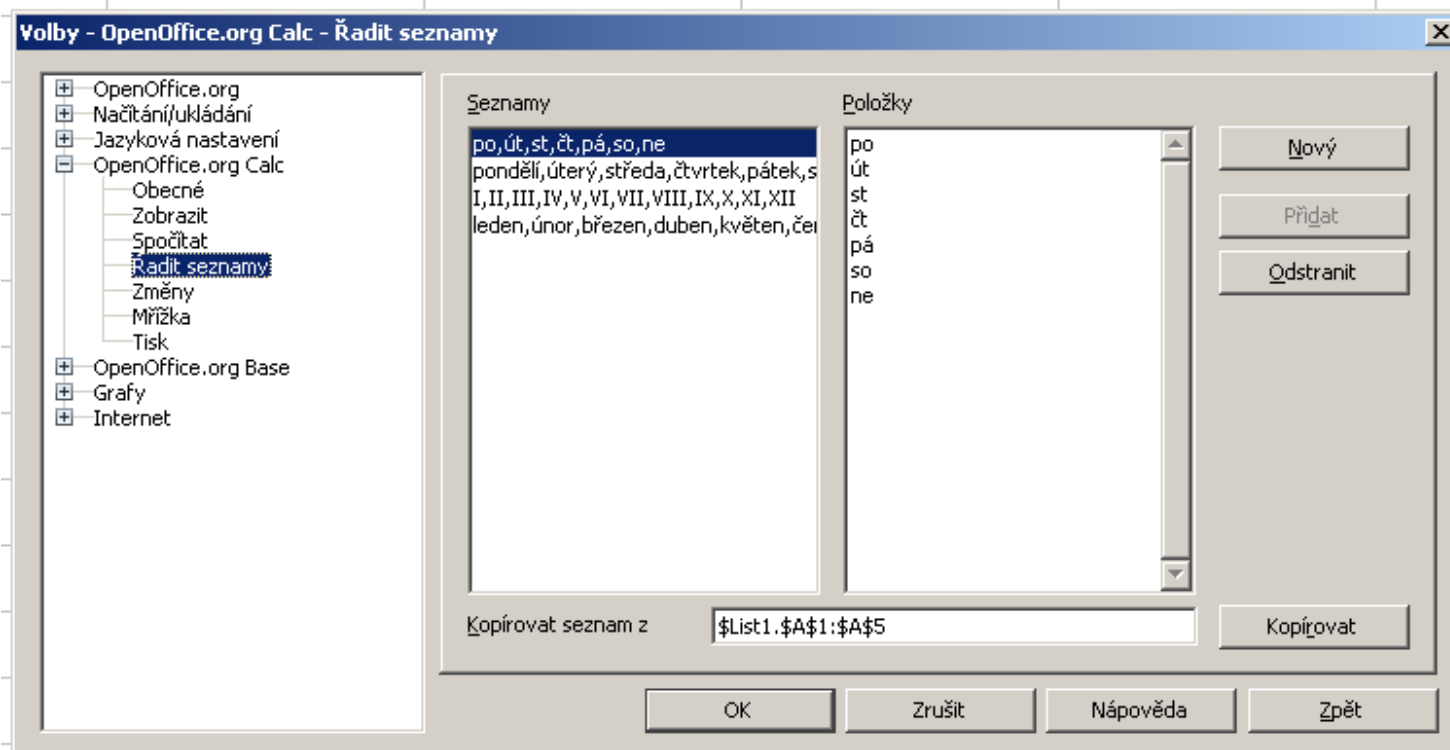 Volby - OpenOffice.org Calc - Řadit seznamy
OpenOffice.org
Načítání/ukládání
Jazyková nastavení
OpenOffice.org Calc
Obecné
Zobrazit
Spočítat
Řadit seznamy
Změny
Mřížka
Tisk
OpenOffice.org Base
Grafy
Internet
Seznamy
po,út,st,čt,pá,so,ne
pondělí,úterý,středa,čtvrtek,pátek,s
I,II,III,IV,V,VI,VII,VIII,IX,X,XI,XII
leden,únor,březen,duben,květen,čer
Položky
po
út
st
čt
pá
so
ne
Nový
Přidat
Odstranit
Kopírovat seznam z
$List1.$A$1:$A$5
Kopírovat
OK
Zrušit
Nápověda
Zpět